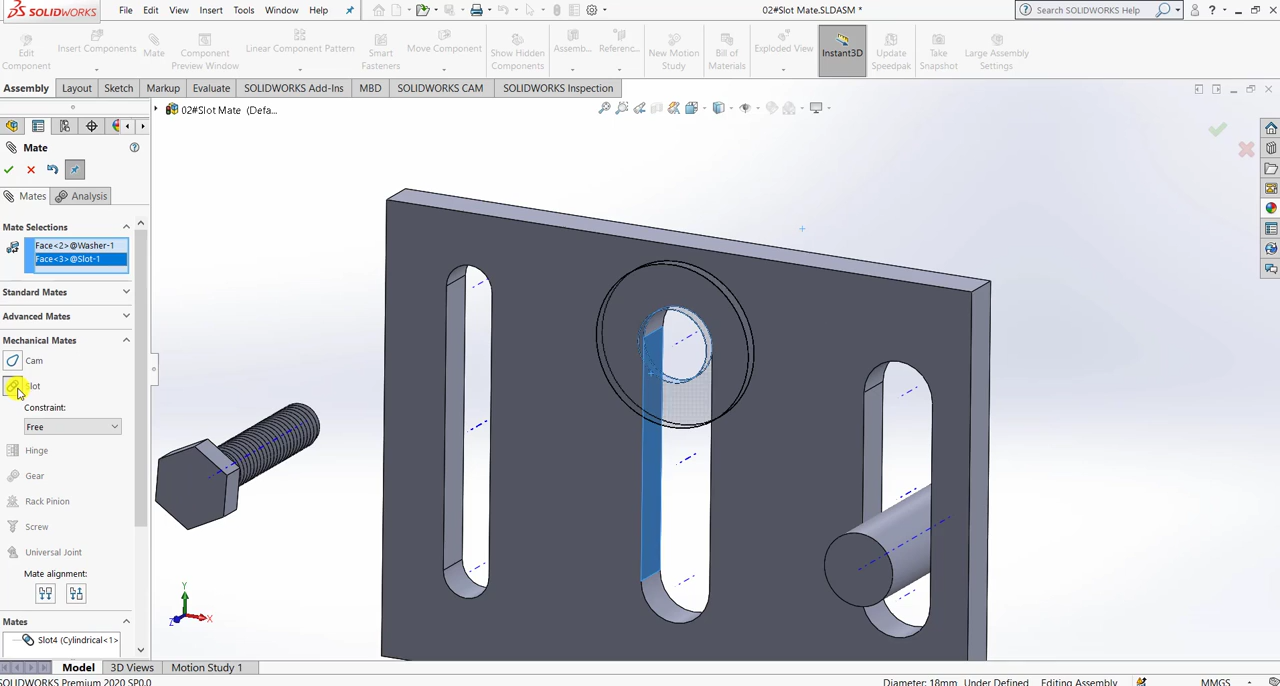 SOLIDWORKS
File Edit View Insert Tools Window Help
02#Slot Mate.SLDASM *
Search SOLIDWORKS Help
Edit Component
Insert Components
Mate
Component Preview Window
Linear Component Pattern
Smart Fasteners
Move Component
Show Hidden Components
Assemb...
Referenc...
New Motion Study
Bill of Materials
Exploded View
Instant3D
Update Speedpak
Take Snapshot
Large Assembly Settings
Assembly Layout Sketch Markup Evaluate SOLIDWORKS Add-Ins MBD SOLIDWORKS CAM SOLIDWORKS Inspection
02#Slot Mate (Defa...
Mate
Mates Analysis
Mate Selections
Face<2>@Washer-1
Face<3>@Slot-1
Standard Mates
Advanced Mates
Mechanical Mates
Cam
Constraint:
Free
Hinge
Gear
Rack Pinion
Screw
Universal Joint
Mate alignment:
Mates
Slot4 (Cylindrical<1>
Y
X
Z
Model 3D Views Motion Study 1
SOLIDWORKS Premium 2020 SP0.0
Diameter: 18mm Under Defined Editing Assembly MMGS